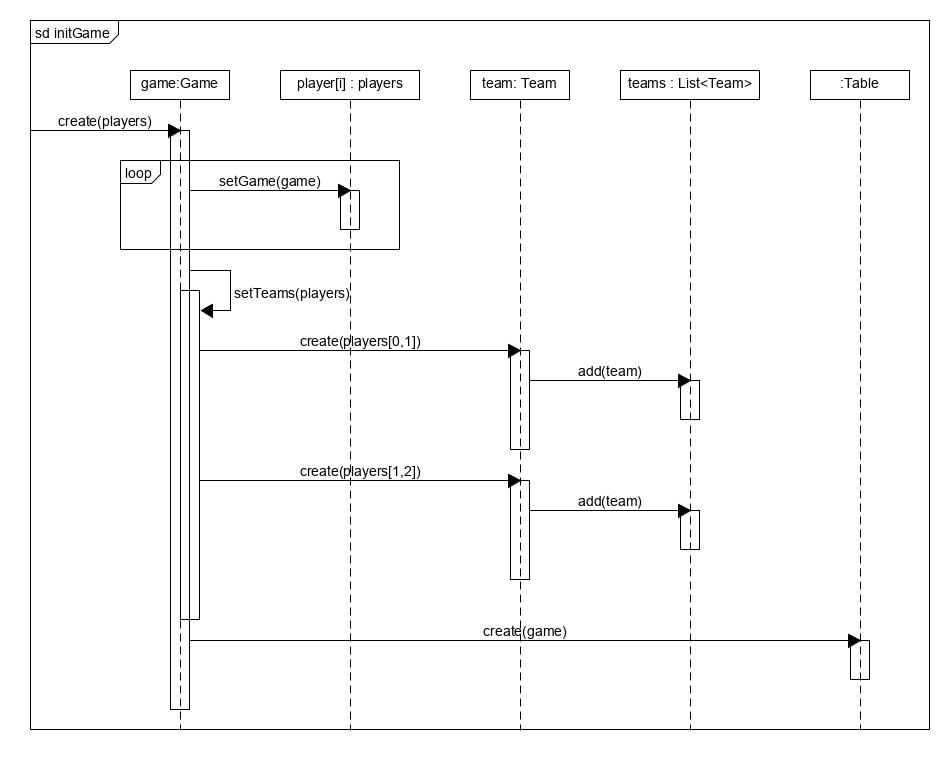 sd initGame
game:Game
player[i] : players
team: Team
teams : List<Team>
:Table
create(players)
loop
setGame(game)
setTeams(players)
create(players[0,1])
add(team)
create(players[1,2])
add(team)
create(game)